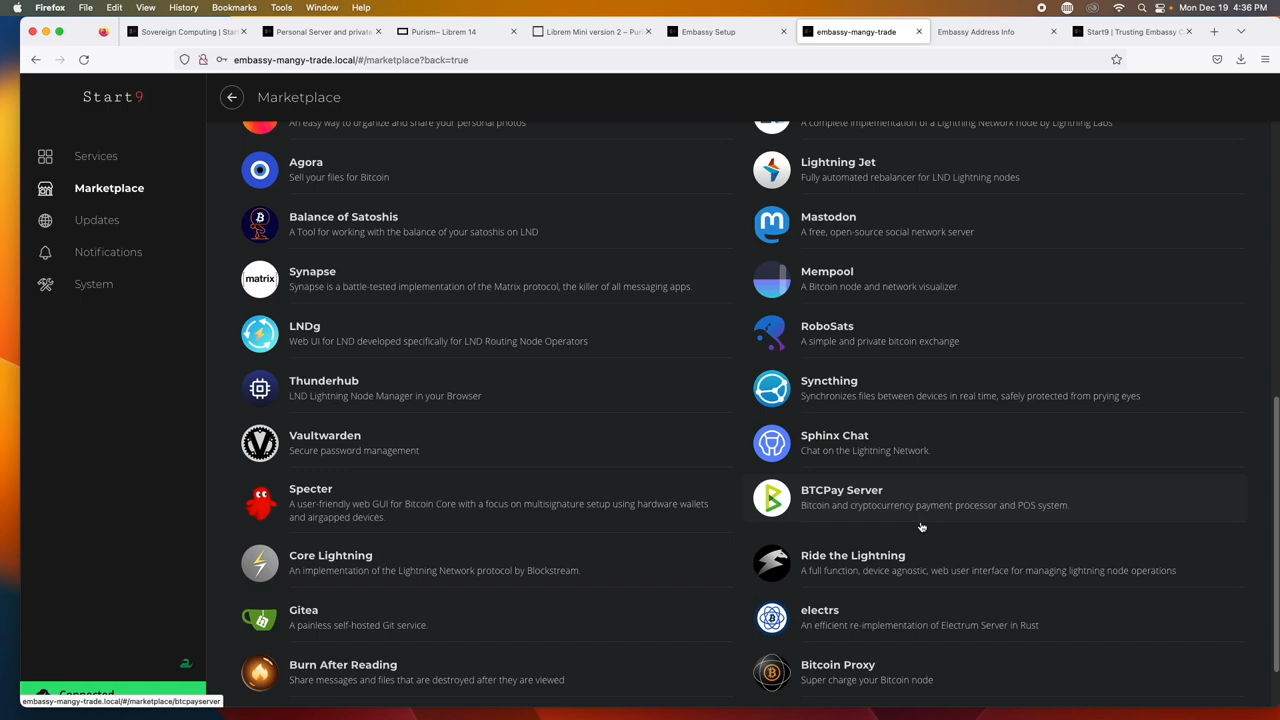 Firefox File Edit View History Bookmarks Tools Window Help
Mon Dec 19 4:36 PM
Sovereign Computing | Start
Personal Server and private
Purism– Librem 14
Librem Mini version 2 – Puri
Embassy Setup
embassy-mangy-trade
Embassy Address Info
Start9 | Trusting Embassy C
embassy-mangy-trade.local/#/marketplace?back=true
Start9
Marketplace
Services
Marketplace
Updates
Notifications
System
An easy way to organize and share your personal photos
A complete implementation of a Lightning Network node by Lightning Labs
Agora
Sell your files for Bitcoin
Lightning Jet
Fully automated rebalancer for LND Lightning nodes
Balance of Satoshis
A Tool for working with the balance of your satoshis on LND
Mastodon
A free, open-source social network server
matrix
Synapse
Synapse is a battle-tested implementation of the Matrix protocol, the killer of all messaging apps.
Mempool
A Bitcoin node and network visualizer.
LNDg
Web UI for LND developed specifically for LND Routing Node Operators
RoboSats
A simple and private bitcoin exchange
Thunderhub
LND Lightning Node Manager in your Browser
Syncthing
Synchronizes files between devices in real time, safely protected from prying eyes
Vaultwarden
Secure password management
Sphinx Chat
Chat on the Lightning Network.
Specter
A user-friendly web GUI for Bitcoin Core with a focus on multisignature setup using hardware wallets
and airgapped devices.
BTCPay Server
Bitcoin and cryptocurrency payment processor and POS system.
Core Lightning
An implementation of the Lightning Network protocol by Blockstream.
Ride the Lightning
A full function, device agnostic, web user interface for managing lightning node operations
Gitea
A painless self-hosted Git service.
electrs
An efficient re-implementation of Electrum Server in Rust
Burn After Reading
Share messages and files that are destroyed after they are viewed
Bitcoin Proxy
Super charge your Bitcoin node
Connected
embassy-mangy-trade.local/#/marketplace/btcpayserver